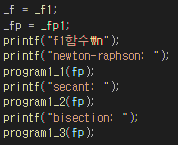 _f = _f1;
_fp = _fp1;
printf("f1함수₩n");
printf("newton-raphson: ");
program1_1(fp);
printf("secant: ");
program1_2(fp);
printf("bisection: ");
program1_3(fp);